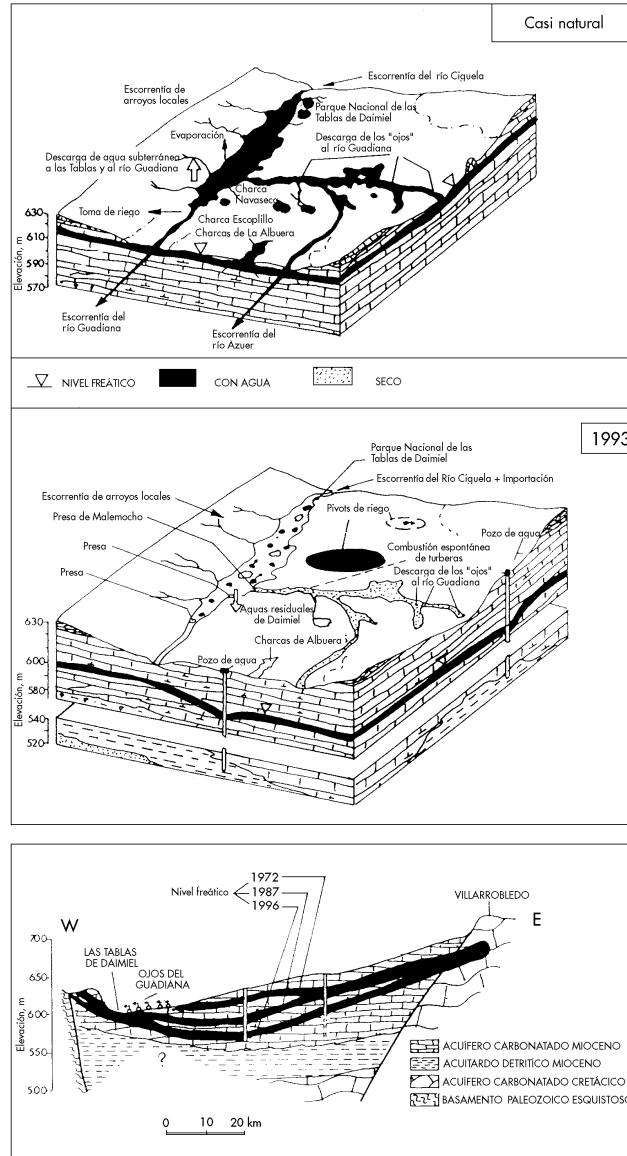 Casi natural
Escorrentía del río Ciguela
Escorrentía de
arroyos locales
Parque Nacional de las
Tablas de Daimiel
Evaporación
Descarga de los "ojos"
al río Guadiana
Descarga de agua subterránea
a las Tablas y al río Guadiana
Charca
Navaseca
Toma de riego
Charca Escoplillo
Charcas de La Albuera
630
610
590
570
Elevación, m
Escorrentía del
río Guadiana
Escorrentía del
río Azuer
NIVEL FREÁTICO
CON AGUA
SECO
1993
Parque Nacional de las
Tablas de Daimiel
Escorrentía del Río Ciguela + Importación
Escorrentía de arroyos locales
Presa de Malemocho
Pivots de riego
Pozo de agua
Presa
Combustión espontánea
de turberas
Descarga de los "ojos"
al río Guadiana
Presa
Aguas residuales
de Daimiel
Charcas de Albuera
Pozo de agua
630
600
580
540
520
Elevación, m
1972
Nivel freático
1987
1996
VILLARROBLEDO
W
E
LAS TABLAS
DE DAIMIEL
OJOS DEL
GUADIANA
700
650
600
550
500
Elevación, m
?
ACUÍFERO CARBONATADO MIOCENO
ACUITARDO DETRITÍCO MIOCENO
ACUÍFERO CARBONATADO CRETÁCICO
BASAMENTO PALEOZOICO ESQUISTOSO
0 10 20 km